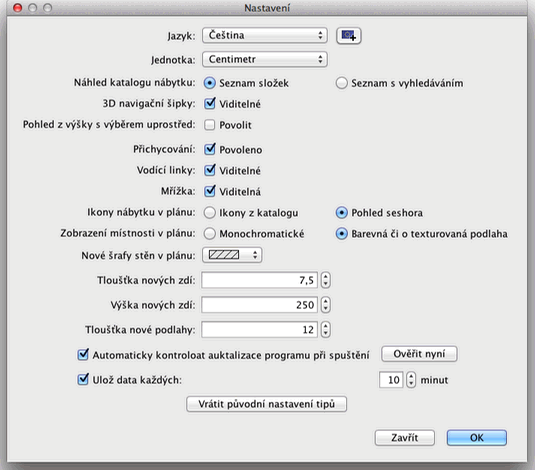 Nastavení
Jazyk: Čeština
Jednotka: Centimetr
Náhled katalogu nábytku: Seznam složek Seznam s vyhledáváním
3D navigační šipky: Viditelné
Pohled z výšky s výběrem uprostřed: Povolit
Přichycování: Povoleno
Vodící linky: Viditelné
Mřížka: Viditelná
Ikony nábytku v plánu: Ikony z katalogu Pohled seshora
Zobrazení místnosti v plánu: Monochromatické Barevná či o texturovaná podlaha
Nové šrafy stěn v plánu:
Tloušťka nových zdí: 7,5
Výška nových zdí: 250
Tloušťka nové podlahy: 12
Automaticky kontroloat auktalizace programu při spuštění Ověřit nyní
Ulož data každých: 10 minut
Vrátit původní nastavení tipů
Zavřít OK